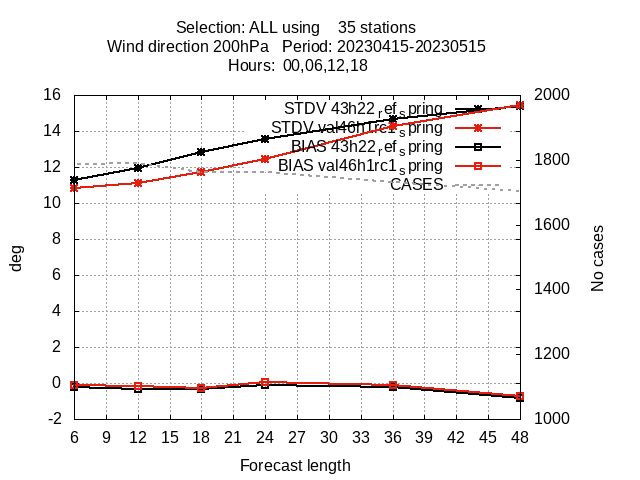 Selection: ALL using    35 stations
Wind direction 200hPa   Period: 20230415-20230515
Hours: 00,06,12,18
16
14
12
10
8
6
4
2
0
-2
deg
2000
1800
1600
1400
1200
1000
No cases
STDV 43h22_ref_spring
STDV val46h1rc1_spring
BIAS 43h22_ref_spring
BIAS val46h1rc1_spring
CASES
6 9 12 15 18 21 24 27 30 33 36 39 42 45 48
Forecast length